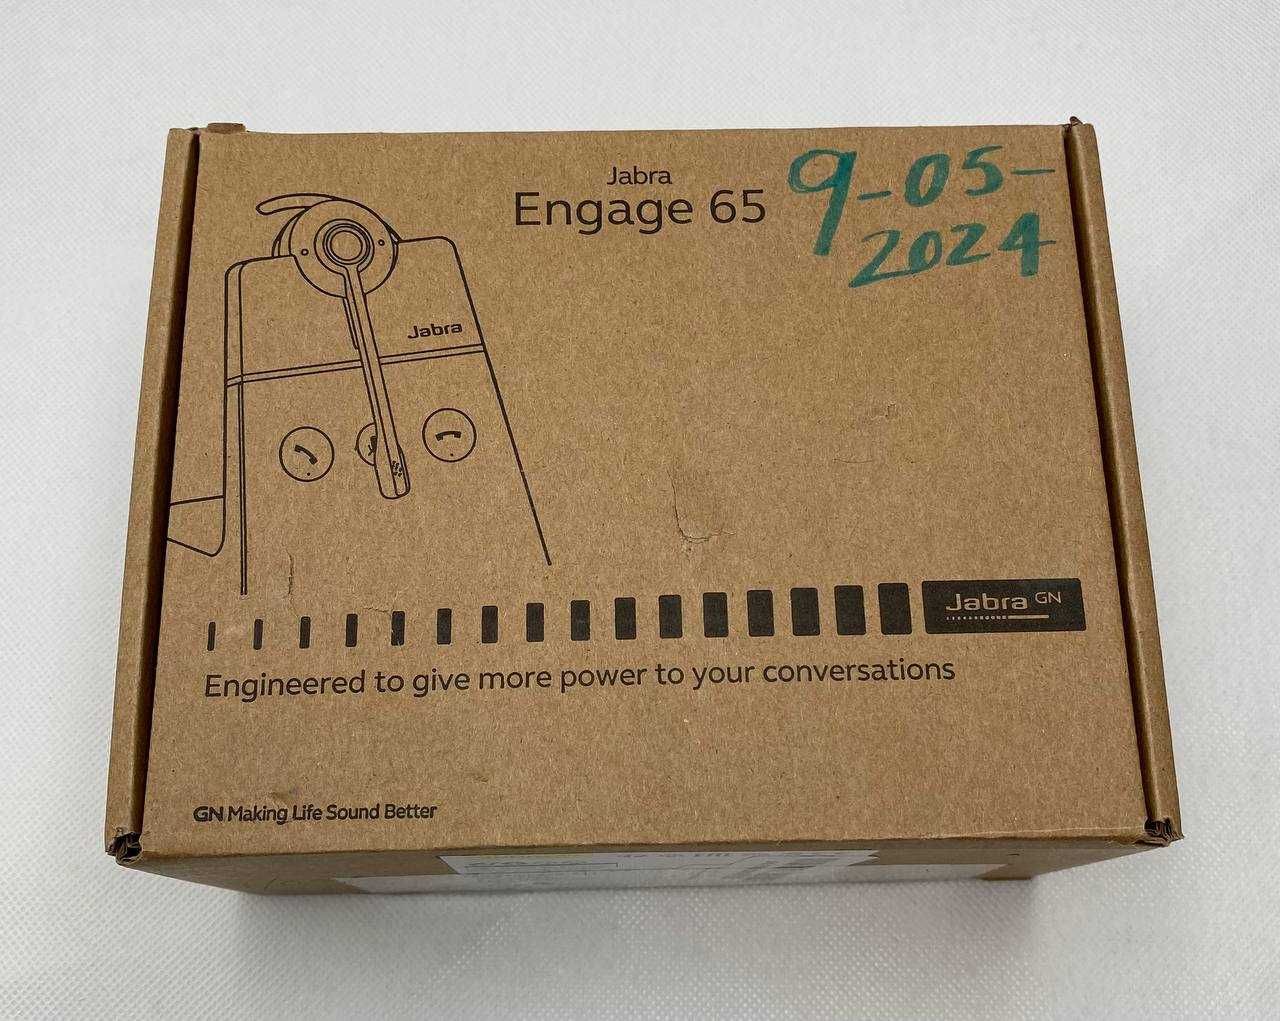 Jabra
Engage 65
9-05-
2024
Jabra
Jabra GN
Engineered to give more power to your conversations
GN Making Life Sound Better